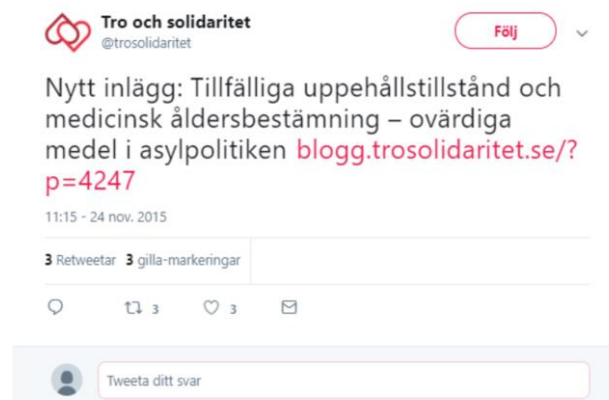 Tro och solidaritet
@trosolidaritet
Följ
Nytt inlägg: Tillfälliga uppehållstillstånd och
medicinsk åldersbestämning – ovärdiga
medel i asylpolitiken blogg.trosolidaritet.se/?
p=4247
11:15 - 24 nov. 2015
3 Retweetar 3 gilla-markeringar
3 3
Tweeta ditt svar